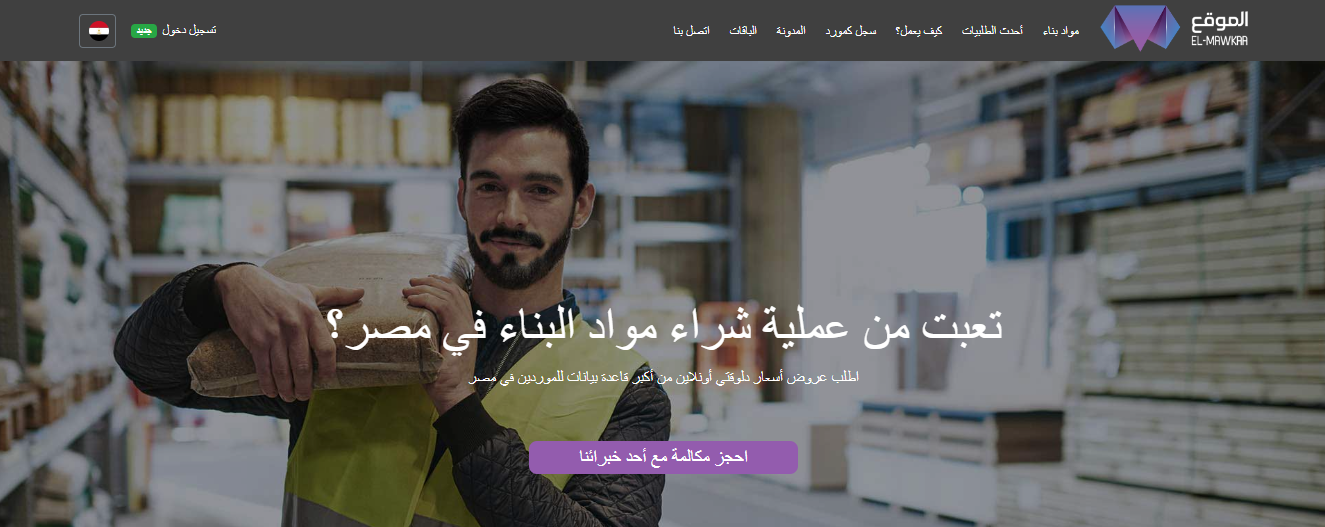 الموقع
EL-MAWKAA
مواد بناء
أحدث الطلبيات
كيف يعمل؟
سجل كمورد
المدونة
الباقات
اتصل بنا
تسجيل دخول
جديد
تعبت من عملية شراء مواد البناء في مصر؟
اطلب عروض أسعار دلوقتي أونلاين من أكبر قاعدة بيانات للموردين في مصر
احجز مكالمة مع أحد خبرائنا